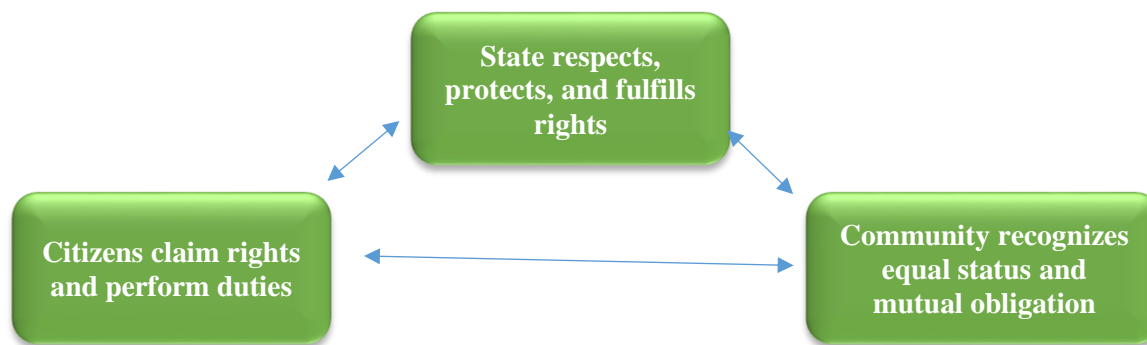 State respects,
protects, and fulfills
rights
Citizens claim rights
and perform duties
Community recognizes
equal status and
mutual obligation